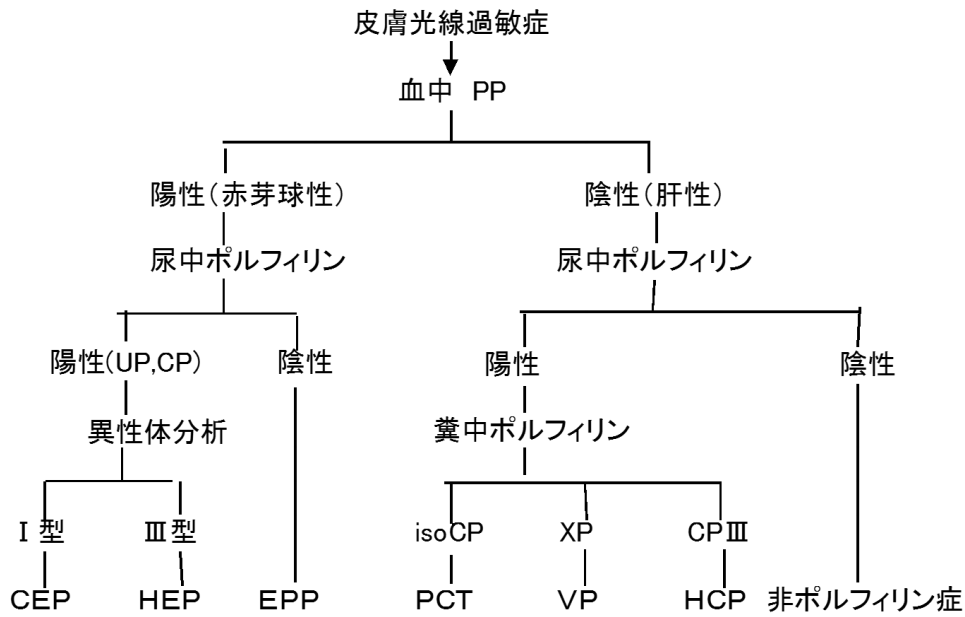 皮膚光線過敏症
血中 PP
陽性(赤芽球性) 陰性(肝性)
尿中ポルフィリン 尿中ポルフィリン
陽性(UP,CP) 陰性 陽性 陰性
異性体分析 糞中ポルフィリン
Ⅰ型 Ⅲ型 isoCP XP CPⅢ
CEP HEP EPP PCT VP HCP 非ポルフィリン症